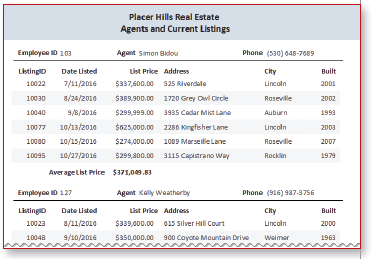 Placer Hills Real Estate
Agents and Current Listings
Employee ID 103 Agent Simon Bidou Phone (530) 648-7689
ListingID Date Listed List Price Address City Built
10022 7/11/2016 $337,600.00 525 Riverdale Lincoln 2001
10030 8/24/2016 $389,900.00 1720 Grey Owl Circle Roseville 2002
10040 9/8/2016 $299,999.00 3935 Cedar Mist Lane Auburn 1993
10077 10/13/2016 $625,000.00 2286 Kingfisher Lane Lincoln 2003
10080 10/15/2016 $274,000.00 1089 Marseille Lane Roseville 2007
10095 10/27/2016 $299,800.00 3115 Capistrano Way Rocklin 1979
Average List Price $371,049.83
Employee ID 127 Agent Kelly Weatherby Phone (916) 987-3756
ListingID Date Listed List Price Address City Built
10023 8/11/2016 $339,600.00 615 Silver Hill Court Lincoln 2000
10048 9/10/2016 $350,000.00 900 Coyote Mountain Drive Weimer 1963